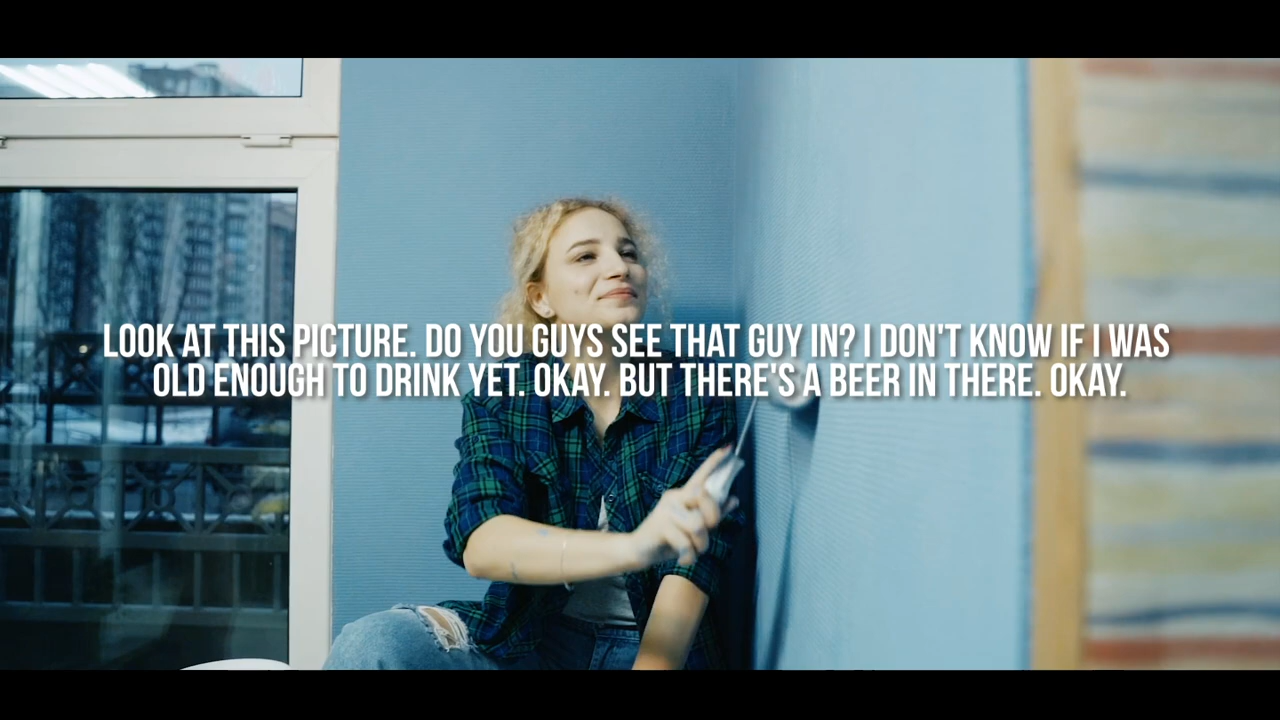 LOOK AT THIS PICTURE. DO YOU GUYS SEE THAT GUY IN? I DON'T KNOW IF I WAS
OLD ENOUGH TO DRINK YET. OKAY. BUT THERE'S A BEER IN THERE. OKAY.